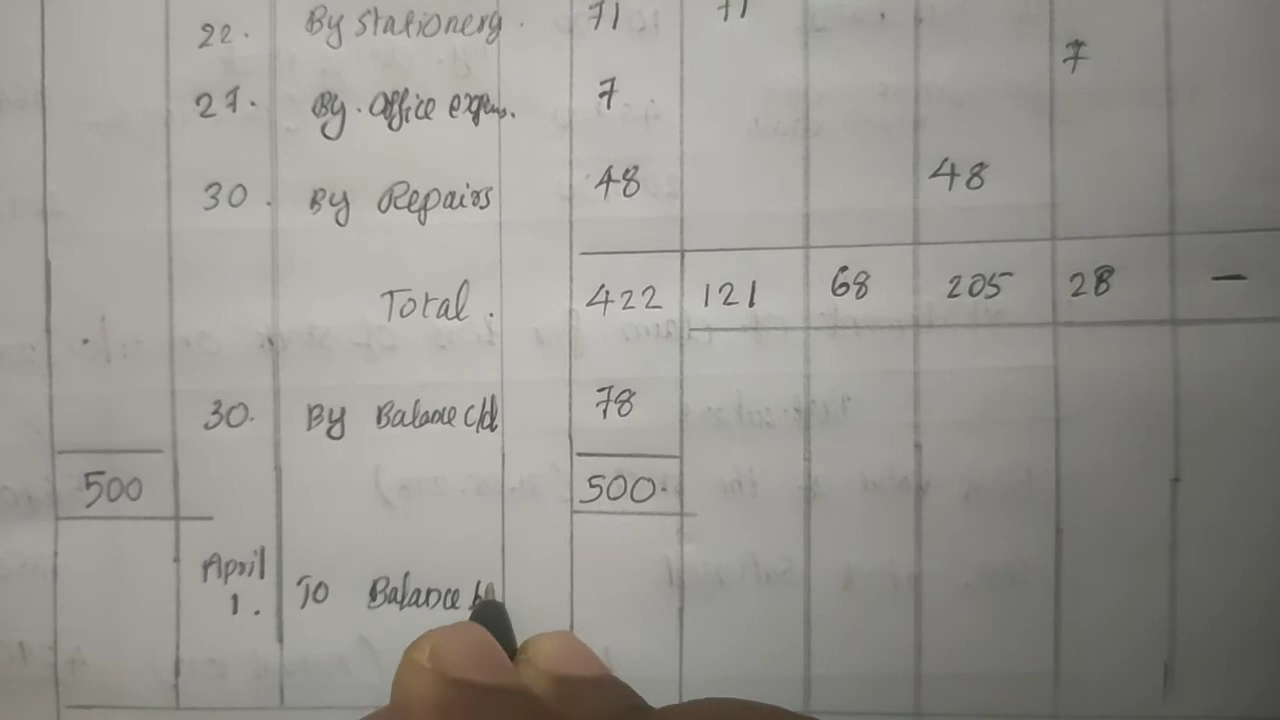 22. By Stationery. 71 71
7
27. By. Office expns. 7
30. By Repairs 48 48
Total. 422 121 68 205 28 —
30. By Balance c/d 78
500 500.
April
1. To Balance b